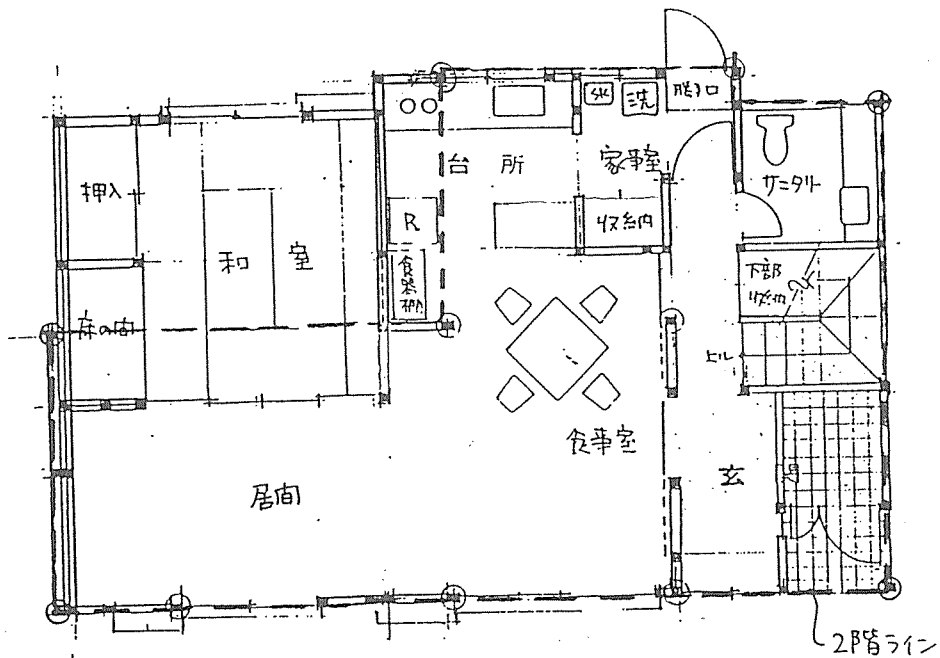 脱口
洗
台所
家事室
サニタリー
押入
R
収納
和室
食器棚
下部
収納
床の間
上ル
食事室
玄
居間
2階ライン